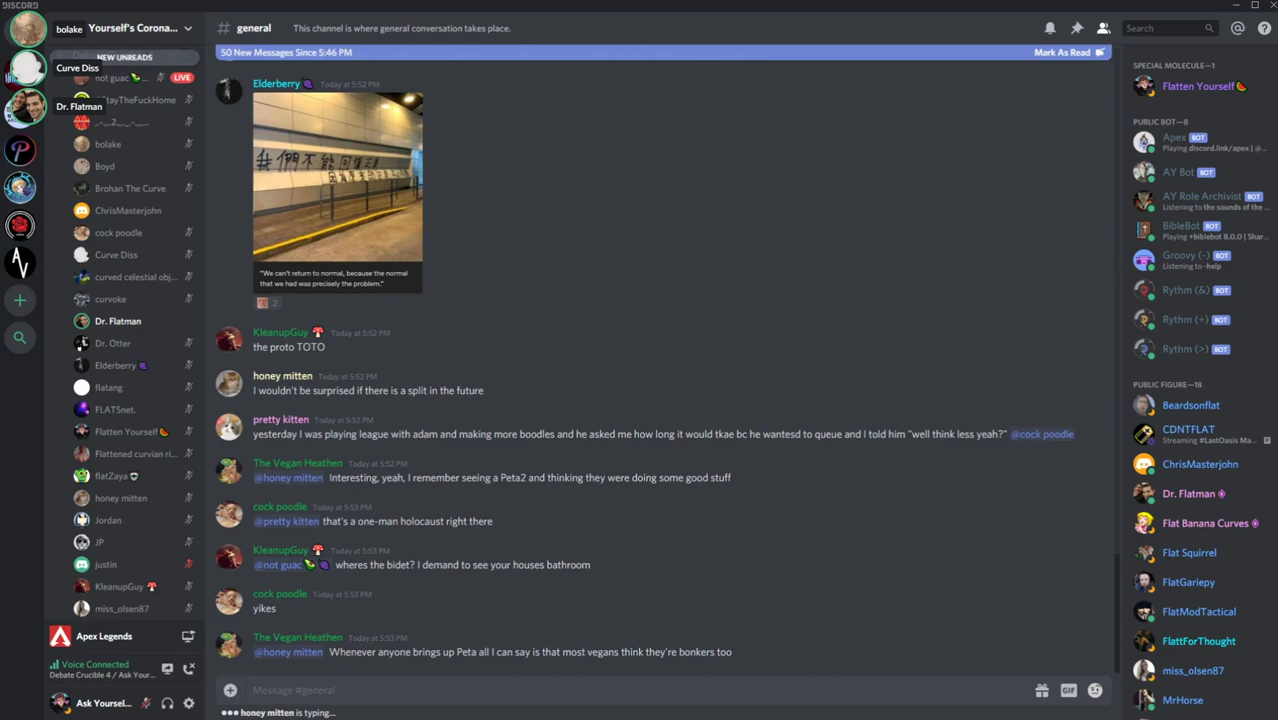 DISCORD
bolake
Yourself's Corona...
# general
This channel is where general conversation takes place.
Search
Curve Diss
Dr. Flatman
NEW UNREADS
not guac
LIVE
StayTheFuckHome
bolake
Boyd
Brohan The Curve
ChrisMasterjohn
cock poodle
Curve Diss
curved celestial obj...
curvoke
Dr. Flatman
Dr. Otter
Elderberry
flatang
FLATSnet.
Flatten Yourself
Flattened curvian ri...
flatZaya
honey mitten
Jordan
JP
justin
KleanupGuy
miss_olsen87
Apex Legends
Voice Connected
Debate Crucible 4 / Ask Your...
Ask Yoursel...
50 New Messages Since 5:46 PM
Mark As Read
Elderberry Today at 5:52 PM
"We can't return to normal, because the normal
that we had was precisely the problem."
2
KleanupGuy Today at 5:52 PM
the proto TOTO
honey mitten Today at 5:52 PM
I wouldn't be surprised if there is a split in the future
pretty kitten Today at 5:52 PM
yesterday I was playing league with adam and making more boodles and he asked me how long it would tkae bc he wantesd to queue and I told him "well think less yeah?" @cock poodle
The Vegan Heathen Today at 5:52 PM
@honey mitten Interesting, yeah, I remember seeing a Peta2 and thinking they were doing some good stuff
cock poodle Today at 5:53 PM
@pretty kitten that's a one-man holocaust right there
KleanupGuy Today at 5:53 PM
@not guac wheres the bidet? I demand to see your houses bathroom
cock poodle Today at 5:53 PM
yikes
The Vegan Heathen Today at 5:53 PM
@honey mitten Whenever anyone brings up Peta all I can say is that most vegans think they're bonkers too
Message #general
GIF
honey mitten is typing...
SPECIAL MOLECULE—1
Flatten Yourself
PUBLIC BOT—8
Apex BOT
Playing discord.link/apex | @...
AY Bot BOT
AY Role Archivist BOT
Listening to the sounds of the...
BibleBot BOT
Playing +biblebot 8.0.0 | Shar...
Groovy (-) BOT
Listening to -help
Rythm (&) BOT
Rythm (+) BOT
Rythm (>) BOT
PUBLIC FIGURE—18
Beardsonflat
CDNTFLAT
Streaming #LastOasis Ma...
ChrisMasterjohn
Dr. Flatman
Flat Banana Curves
Flat Squirrel
FlatGariepy
FlatModTactical
FlattForThought
miss_olsen87
MrHorse